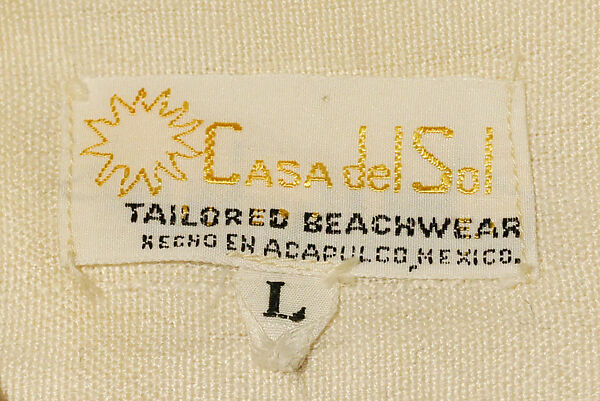 Casa del Sol
TAILORED BEACHWEAR
HECHO EN ACAPULCO, MEXICO.
L